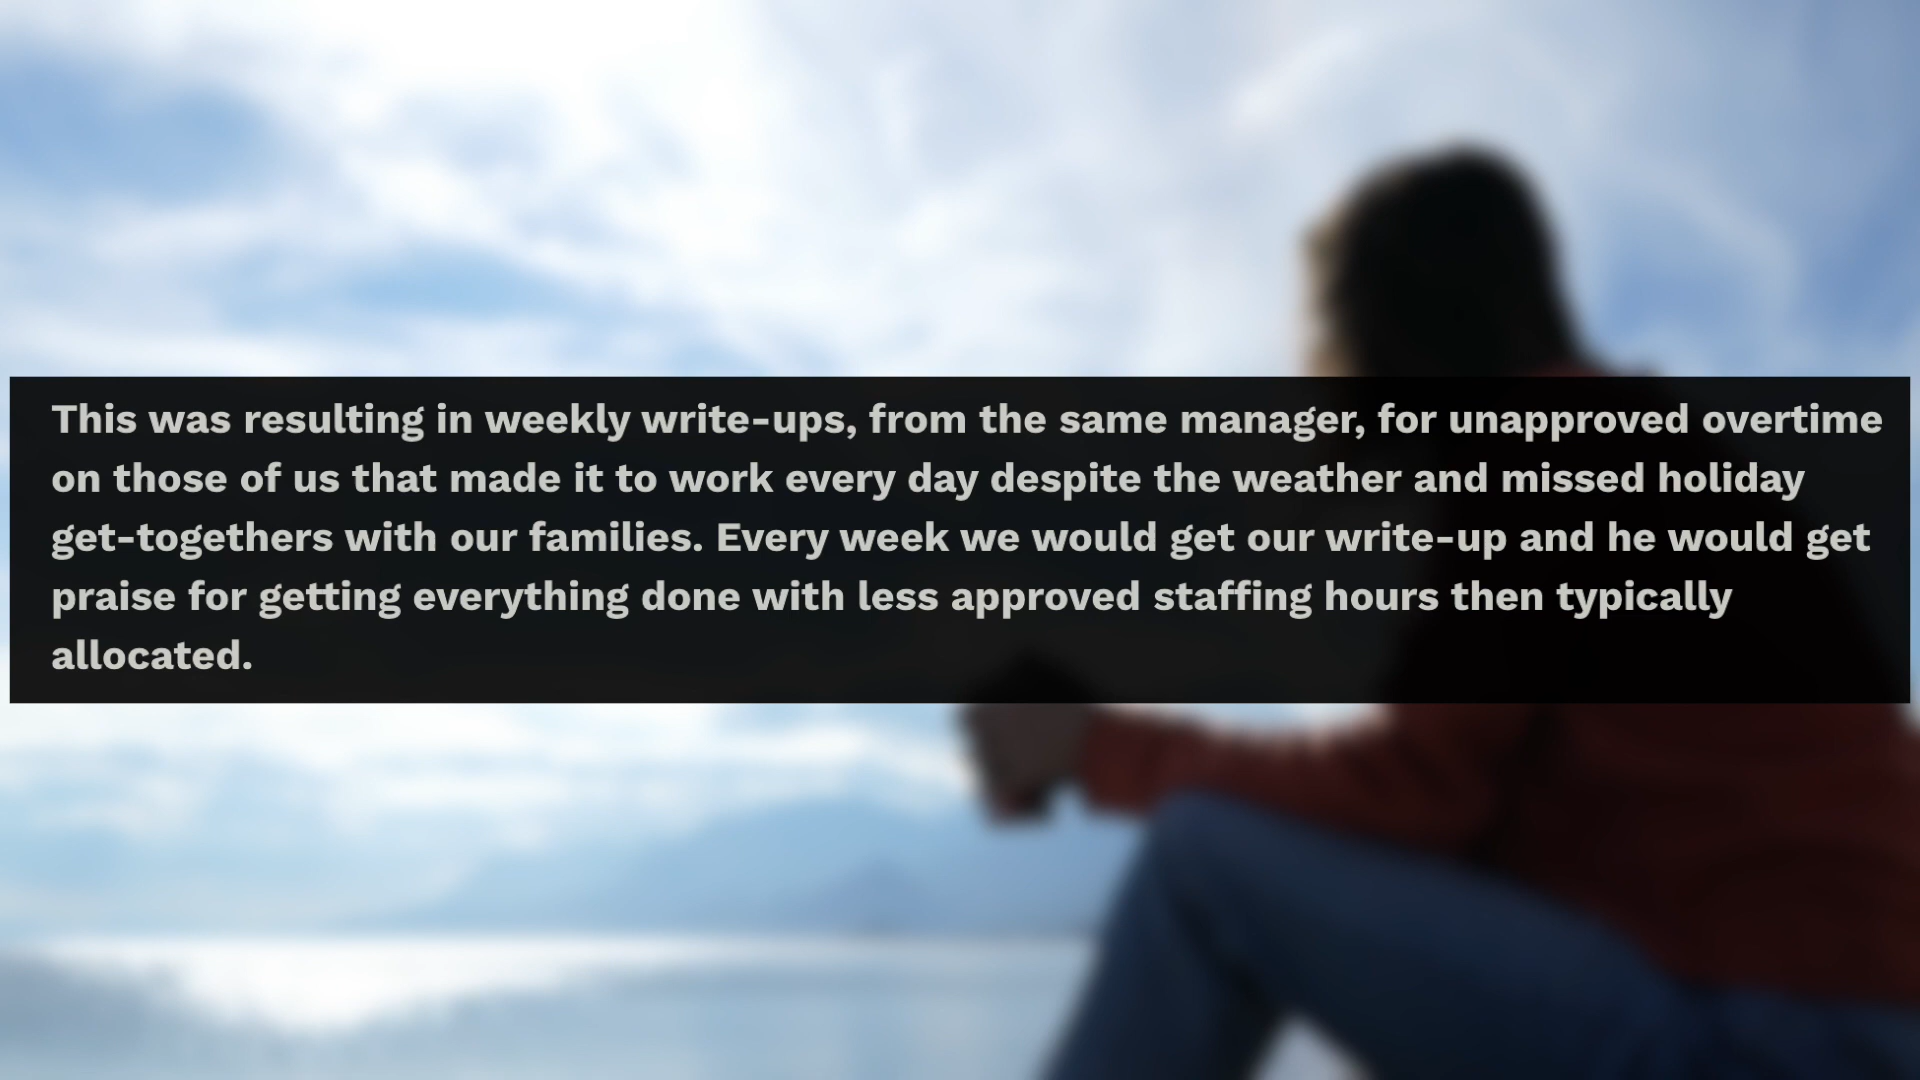 This was resulting in weekly write-ups, from the same manager, for unapproved overtime
on those of us that made it to work every day despite the weather and missed holiday
get-togethers with our families. Every week we would get our write-up and he would get
praise for getting everything done with less approved staffing hours then typically
allocated.